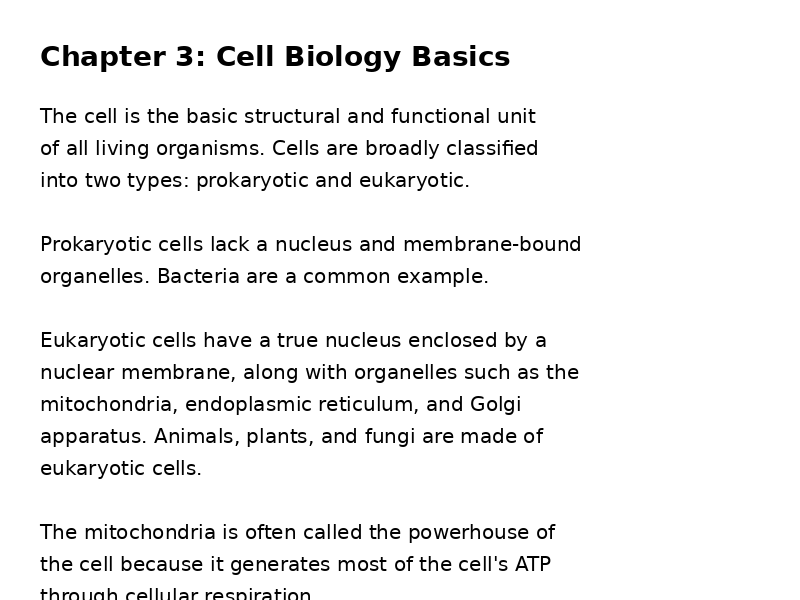 Chapter 3: Cell Biology Basics
The cell is the basic structural and functional unit
of all living organisms. Cells are broadly classified
into two types: prokaryotic and eukaryotic.
Prokaryotic cells lack a nucleus and membrane-bound
organelles. Bacteria are a common example.
Eukaryotic cells have a true nucleus enclosed by a
nuclear membrane, along with organelles such as the
mitochondria, endoplasmic reticulum, and Golgi
apparatus. Animals, plants, and fungi are made of
eukaryotic cells.
The mitochondria is often called the powerhouse of
the cell because it generates most of the cell's ATP
through cellular respiration.